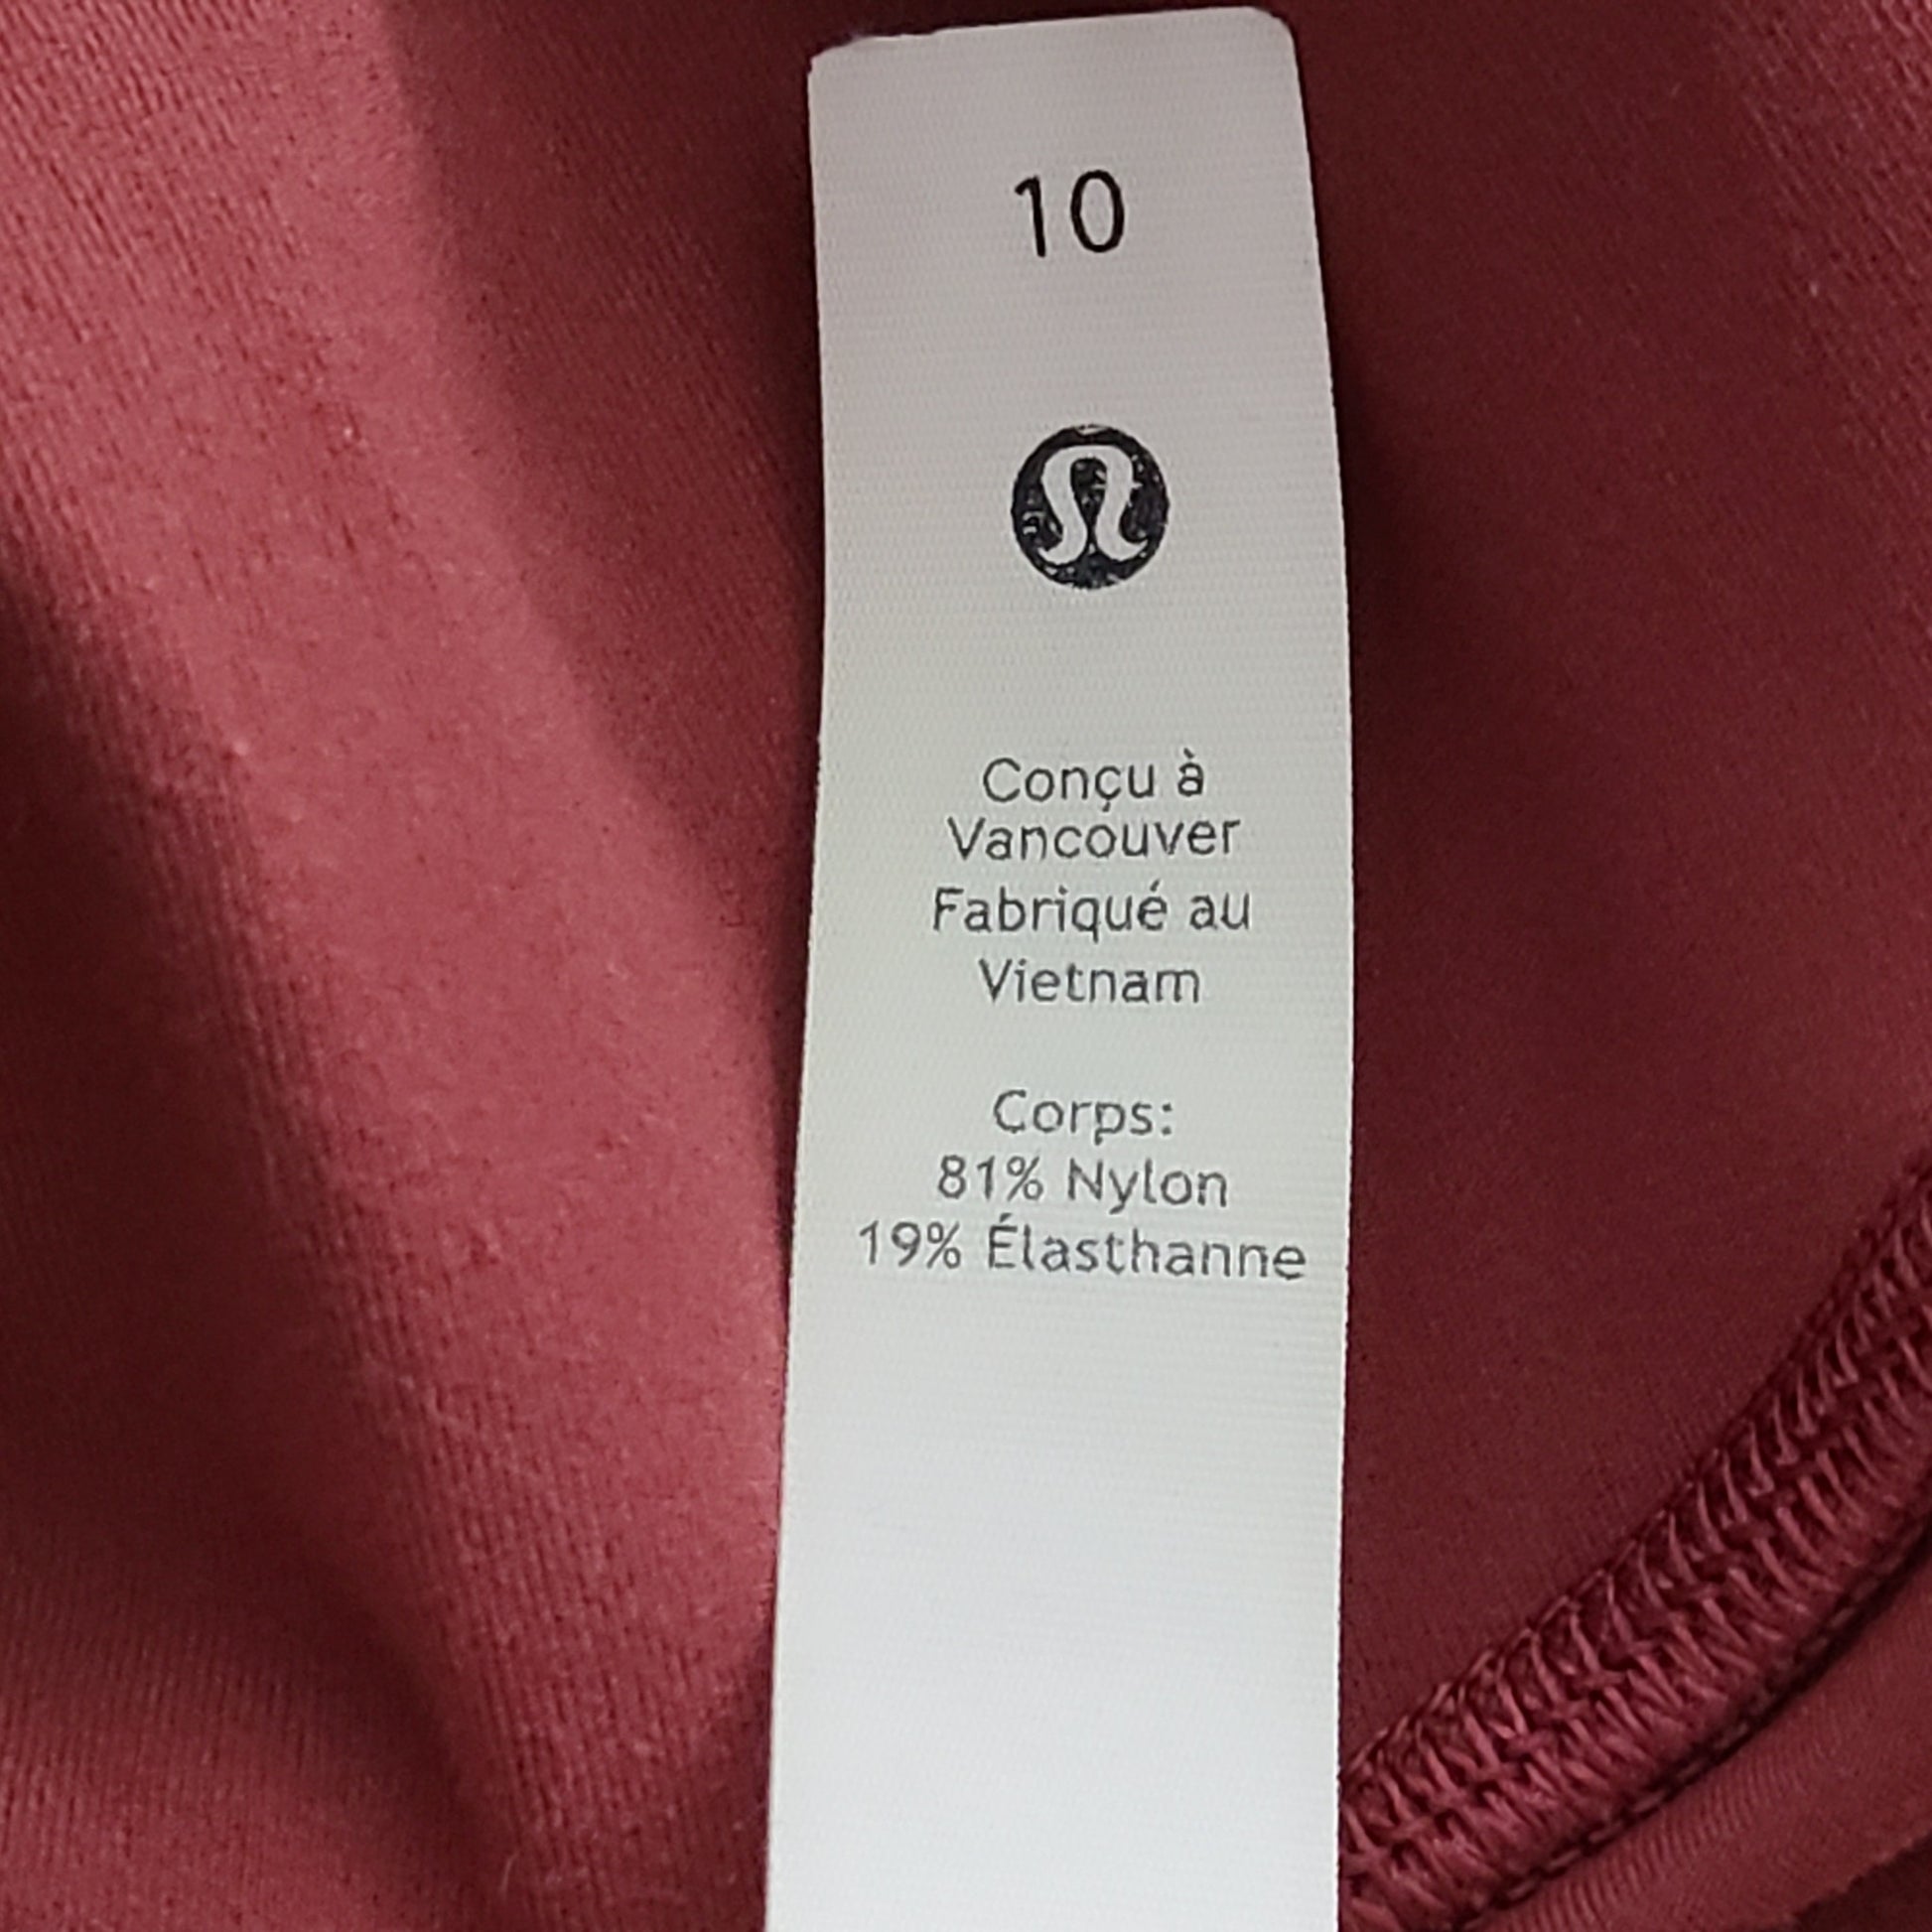 10
Conçu à
Vancouver
Fabriqué au
Vietnam
Corps:
81% Nylon
19% Élasthanne